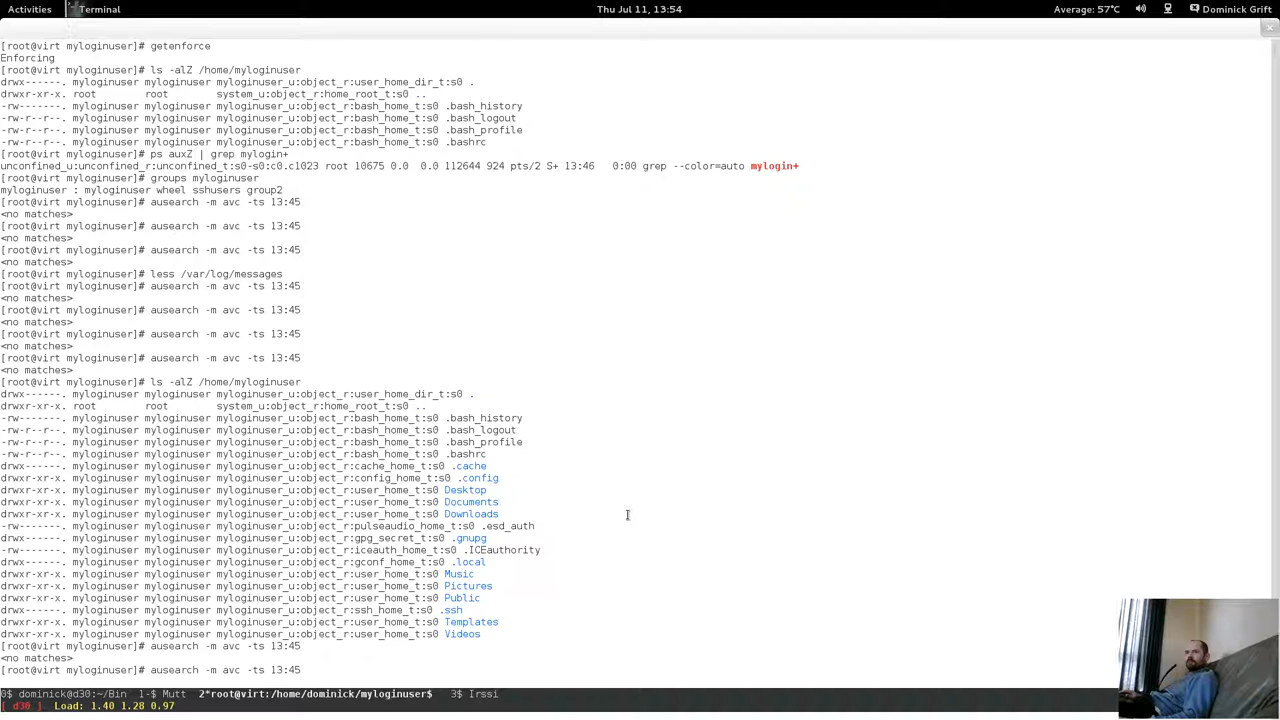 Activities Terminal Thu Jul 11, 13:54 Average: 57°C Dominick Grift
[root@virt myloginuser]# getenforce
Enforcing
[root@virt myloginuser]# ls -alZ /home/myloginuser
drwx------. myloginuser myloginuser myloginuser_u:object_r:user_home_dir_t:s0 .
drwxr-xr-x. root root system_u:object_r:home_root_t:s0 ..
-rw-------. myloginuser myloginuser myloginuser_u:object_r:bash_home_t:s0 .bash_history
-rw-r--r--. myloginuser myloginuser myloginuser_u:object_r:bash_home_t:s0 .bash_logout
-rw-r--r--. myloginuser myloginuser myloginuser_u:object_r:bash_home_t:s0 .bash_profile
-rw-r--r--. myloginuser myloginuser myloginuser_u:object_r:bash_home_t:s0 .bashrc
[root@virt myloginuser]# ps auxZ | grep mylogin+
unconfined_u:unconfined_r:unconfined_t:s0-s0:c0.c1023 root 10675 0.0 0.0 112644 924 pts/2 S+ 13:46 0:00 grep --color=auto mylogin+
[root@virt myloginuser]# groups myloginuser
myloginuser : myloginuser wheel sshusers group2
[root@virt myloginuser]# ausearch -m avc -ts 13:45
<no matches>
[root@virt myloginuser]# ausearch -m avc -ts 13:45
<no matches>
[root@virt myloginuser]# ausearch -m avc -ts 13:45
<no matches>
[root@virt myloginuser]# less /var/log/messages
[root@virt myloginuser]# ausearch -m avc -ts 13:45
<no matches>
[root@virt myloginuser]# ausearch -m avc -ts 13:45
<no matches>
[root@virt myloginuser]# ausearch -m avc -ts 13:45
<no matches>
[root@virt myloginuser]# ausearch -m avc -ts 13:45
<no matches>
[root@virt myloginuser]# ls -alZ /home/myloginuser
drwx------. myloginuser myloginuser myloginuser_u:object_r:user_home_dir_t:s0 .
drwxr-xr-x. root root system_u:object_r:home_root_t:s0 ..
-rw-------. myloginuser myloginuser myloginuser_u:object_r:bash_home_t:s0 .bash_history
-rw-r--r--. myloginuser myloginuser myloginuser_u:object_r:bash_home_t:s0 .bash_logout
-rw-r--r--. myloginuser myloginuser myloginuser_u:object_r:bash_home_t:s0 .bash_profile
-rw-r--r--. myloginuser myloginuser myloginuser_u:object_r:bash_home_t:s0 .bashrc
drwx------. myloginuser myloginuser myloginuser_u:object_r:cache_home_t:s0 .cache
drwxr-xr-x. myloginuser myloginuser myloginuser_u:object_r:config_home_t:s0 .config
drwxr-xr-x. myloginuser myloginuser myloginuser_u:object_r:user_home_t:s0 Desktop
drwxr-xr-x. myloginuser myloginuser myloginuser_u:object_r:user_home_t:s0 Documents
drwxr-xr-x. myloginuser myloginuser myloginuser_u:object_r:user_home_t:s0 Downloads
-rw-------. myloginuser myloginuser myloginuser_u:object_r:pulseaudio_home_t:s0 .esd_auth
drwx------. myloginuser myloginuser myloginuser_u:object_r:gpg_secret_t:s0 .gnupg
-rw-------. myloginuser myloginuser myloginuser_u:object_r:iceauth_home_t:s0 .ICEauthority
drwxr-xr-x. myloginuser myloginuser myloginuser_u:object_r:gconf_home_t:s0 .local
drwxr-xr-x. myloginuser myloginuser myloginuser_u:object_r:user_home_t:s0 Music
drwxr-xr-x. myloginuser myloginuser myloginuser_u:object_r:user_home_t:s0 Pictures
drwxr-xr-x. myloginuser myloginuser myloginuser_u:object_r:user_home_t:s0 Public
drwx------. myloginuser myloginuser myloginuser_u:object_r:ssh_home_t:s0 .ssh
drwxr-xr-x. myloginuser myloginuser myloginuser_u:object_r:user_home_t:s0 Templates
drwxr-xr-x. myloginuser myloginuser myloginuser_u:object_r:user_home_t:s0 Videos
[root@virt myloginuser]# ausearch -m avc -ts 13:45
<no matches>
[root@virt myloginuser]# ausearch -m avc -ts 13:45
0$ dominick@d30:~/Bin 1-$ Mutt 2*root@virt:/home/dominick/myloginuser$ 3$ Irssi
[ d30 ] Load: 1.40 1.28 0.97